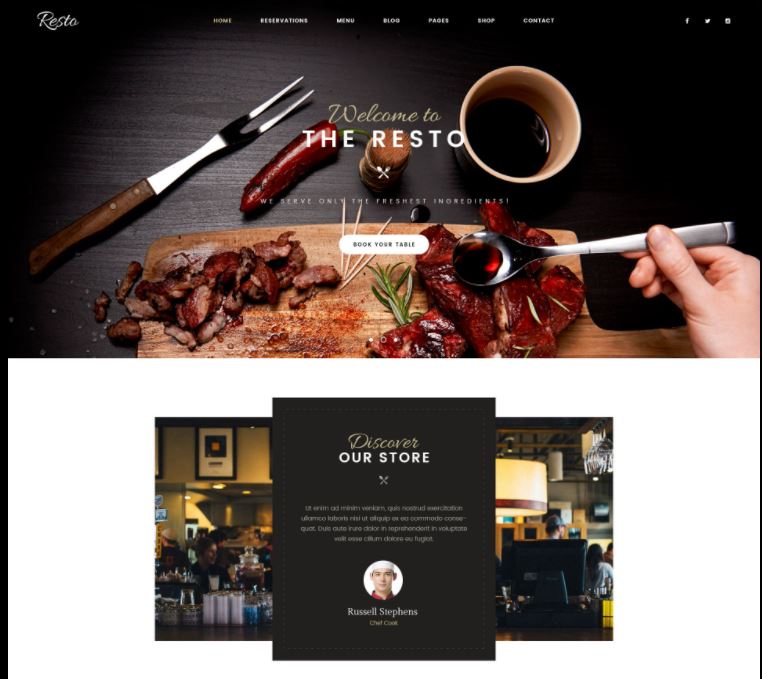 Resto
HOME RESERVATIONS MENU BLOG PAGES SHOP CONTACT
Welcome to
THE RESTO
WE SERVE ONLY THE FRESHEST INGREDIENTS!
BOOK YOUR TABLE
Discover
OUR STORE
Ut enim ad minim veniam, quis nostrud exercitation
ullamco laboris nisi ut aliquip ex ea commodo conse-
quat. Duis aute irure dolor in reprehenderit in voluptate
velit esse cillum dolore eu fugiat.
Russell Stephens
Chef Cook